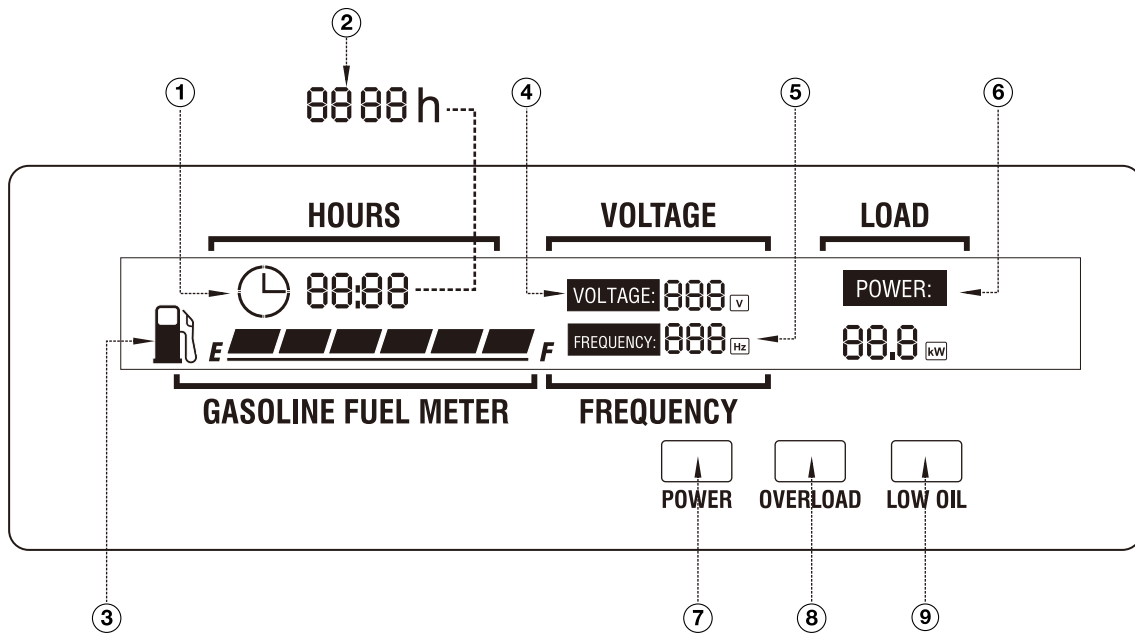 ②
① 8888 h ④ ⑤ ⑥
HOURS VOLTAGE LOAD
88:88 VOLTAGE: 888 V POWER:
E F FREQUENCY: 888 Hz 88.8 kW
GASOLINE FUEL METER FREQUENCY
POWER OVERLOAD LOW OIL
③ ⑦ ⑧ ⑨